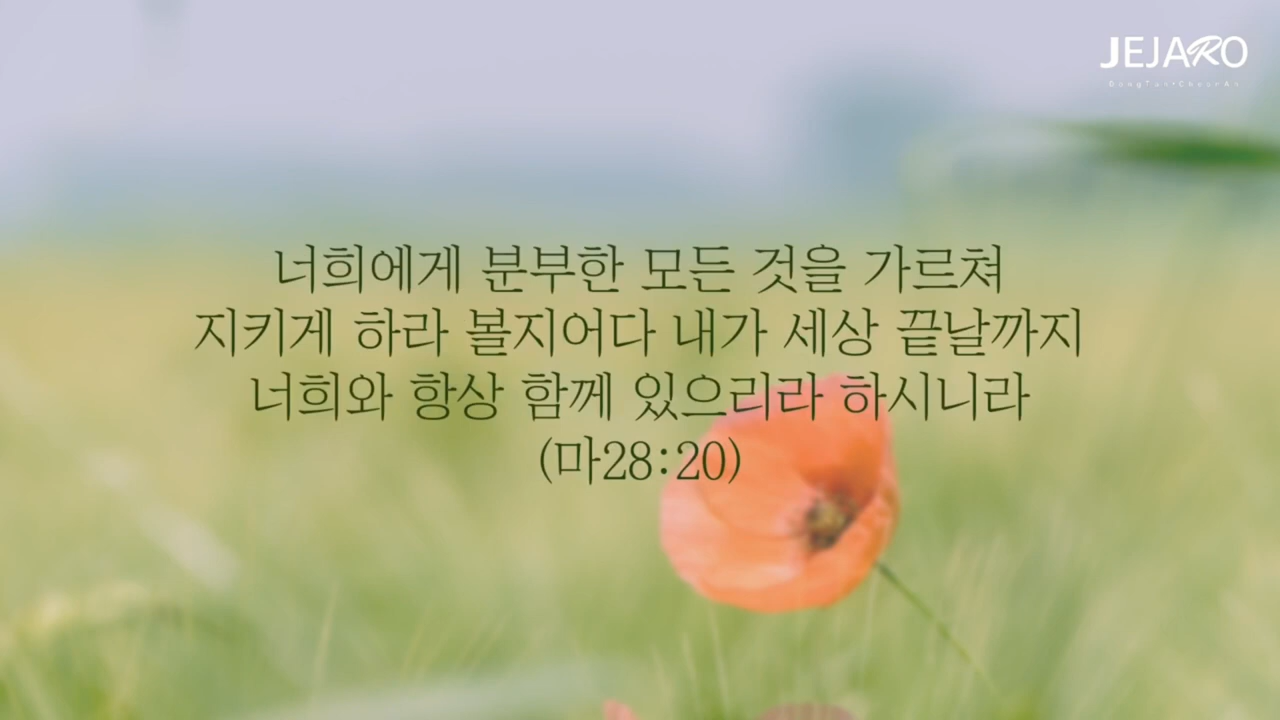 JEJARO
너희에게 분부한 모든 것을 가르쳐
지키게 하라 볼지어다 내가 세상 끝날까지
너희와 항상 함께 있으리라 하시니라
(마28:20)